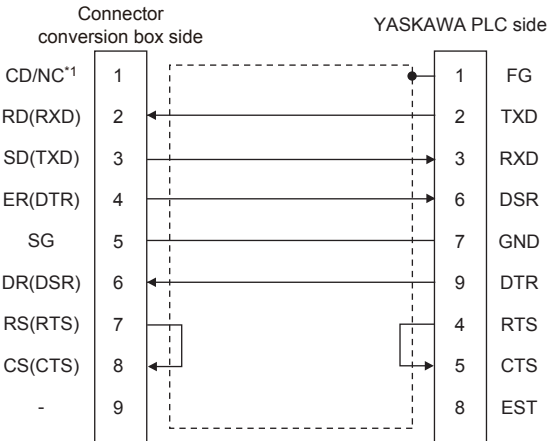 Connector
conversion box side
YASKAWA PLC side
CD/NC*1 1 1 FG
RD(RXD) 2 2 TXD
SD(TXD) 3 3 RXD
ER(DTR) 4 6 DSR
SG 5 7 GND
DR(DSR) 6 9 DTR
RS(RTS) 7 4 RTS
CS(CTS) 8 5 CTS
- 9 8 EST